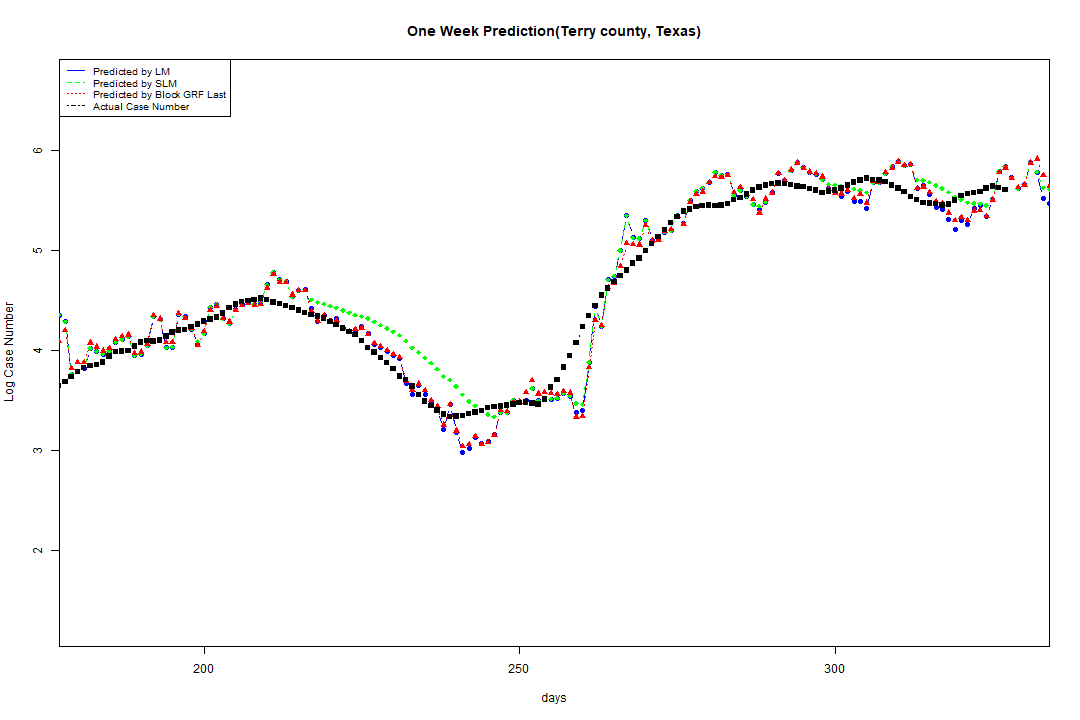 One Week Prediction(Terry county, Texas)
Predicted by LM
Predicted by SLM
Predicted by Block GRF Last
Actual Case Number
6
5
4
3
2
Log Case Number
200 250 300
days